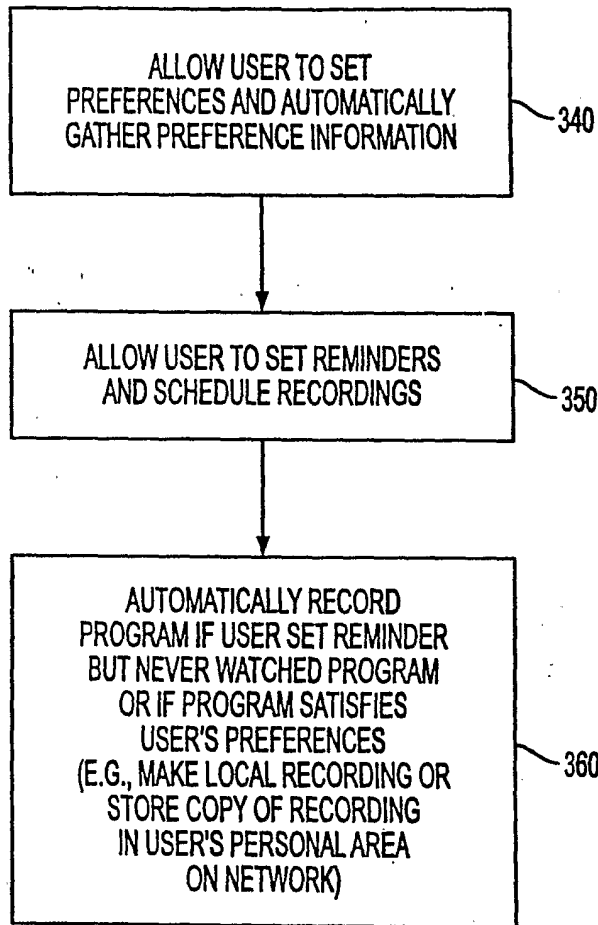 ALLOW USER TO SET
PREFERENCES AND AUTOMATICALLY
GATHER PREFERENCE INFORMATION
340
ALLOW USER TO SET REMINDERS
AND SCHEDULE RECORDINGS
350
AUTOMATICALLY RECORD
PROGRAM IF USER SET REMINDER
BUT NEVER WATCHED PROGRAM
OR IF PROGRAM SATISFIES
USER'S PREFERENCES
(E.G., MAKE LOCAL RECORDING OR
STORE COPY OF RECORDING
IN USER'S PERSONAL AREA
ON NETWORK)
360